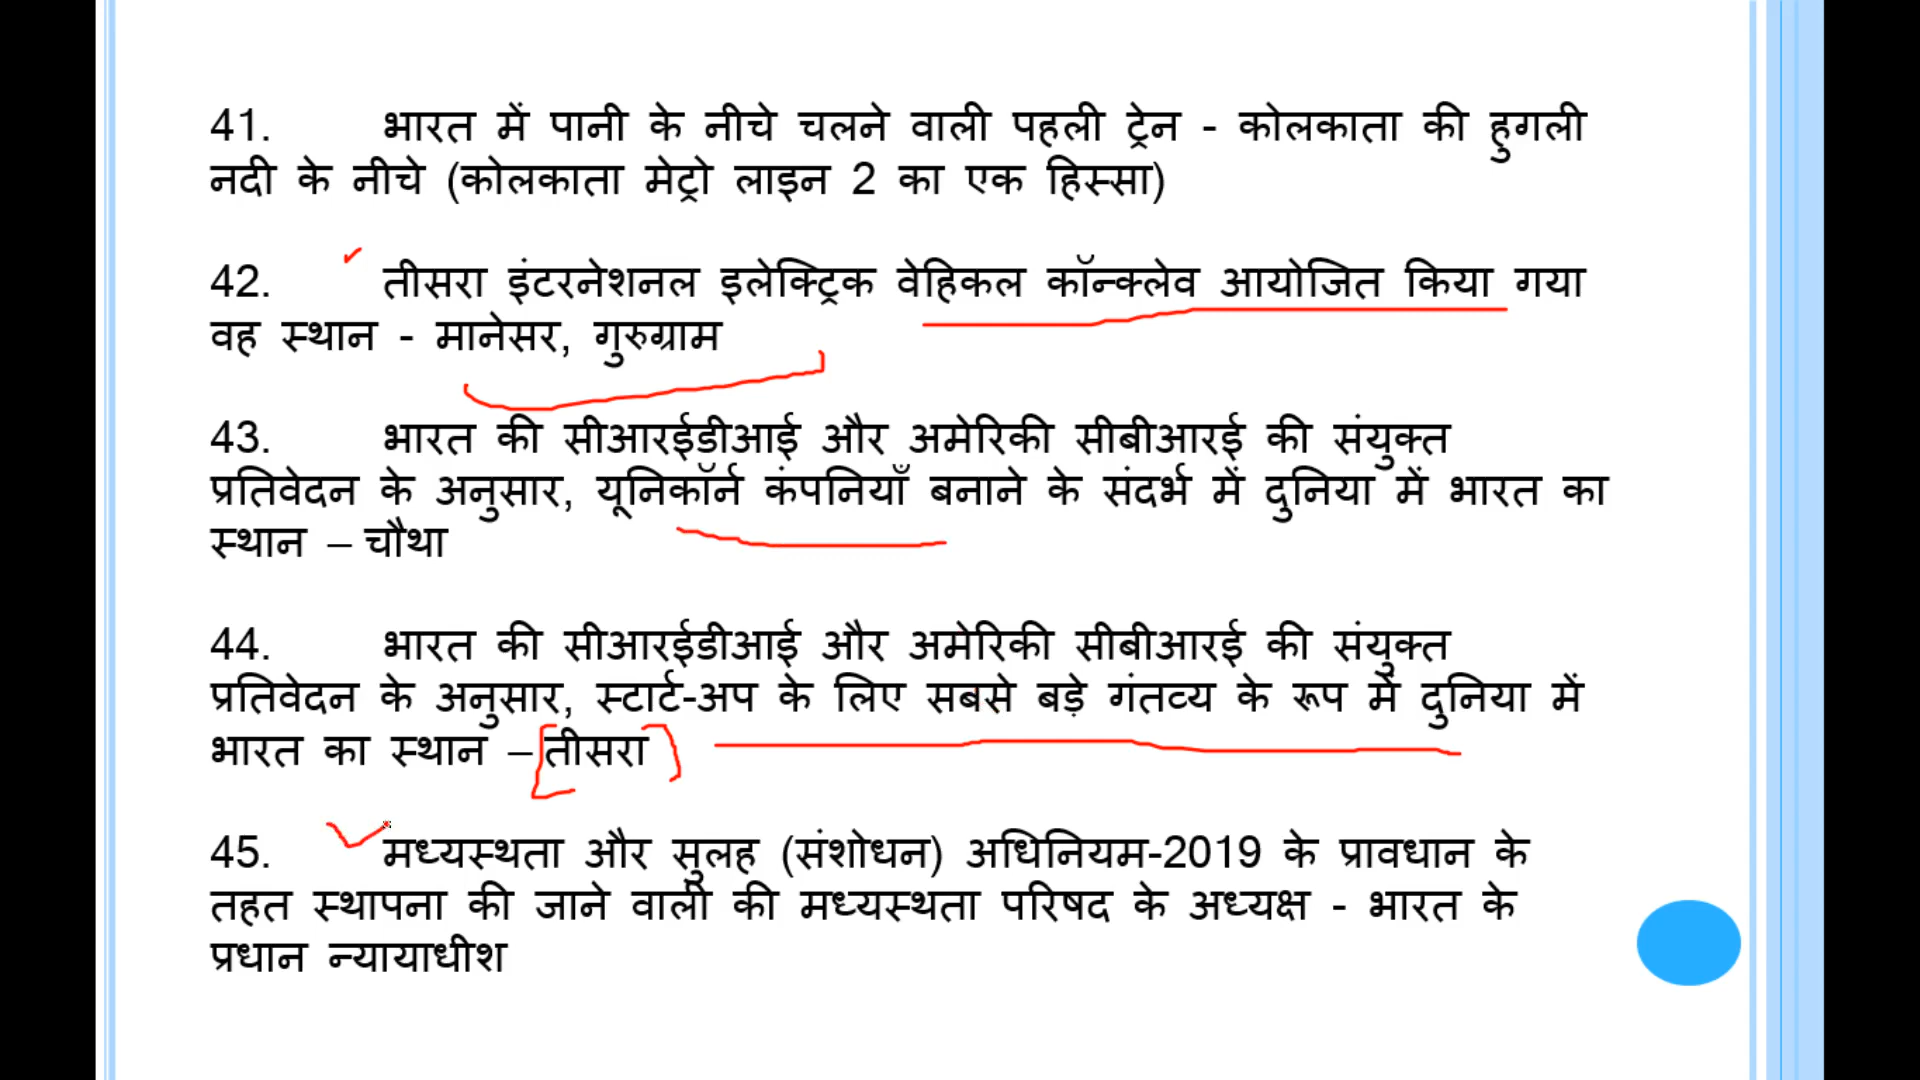 41. भारत में पानी के नीचे चलने वाली पहली ट्रेन - कोलकाता की हुगली
नदी के नीचे (कोलकाता मेट्रो लाइन 2 का एक हिस्सा)
42. तीसरा इंटरनेशनल इलेक्ट्रिक वेहिकल कॉन्क्लेव आयोजित किया गया
वह स्थान - मानेसर, गुरुग्राम
43. भारत की सीआरईडीआई और अमेरिकी सीबीआरई की संयुक्त
प्रतिवेदन के अनुसार, यूनिकॉर्न कंपनियाँ बनाने के संदर्भ में दुनिया में भारत का
स्थान – चौथा
44. भारत की सीआरईडीआई और अमेरिकी सीबीआरई की संयुक्त
प्रतिवेदन के अनुसार, स्टार्ट-अप के लिए सबसे बड़े गंतव्य के रूप में दुनिया में
भारत का स्थान – तीसरा
45. मध्यस्थता और सुलह (संशोधन) अधिनियम-2019 के प्रावधान के
तहत स्थापना की जाने वाली की मध्यस्थता परिषद के अध्यक्ष - भारत के
प्रधान न्यायाधीश